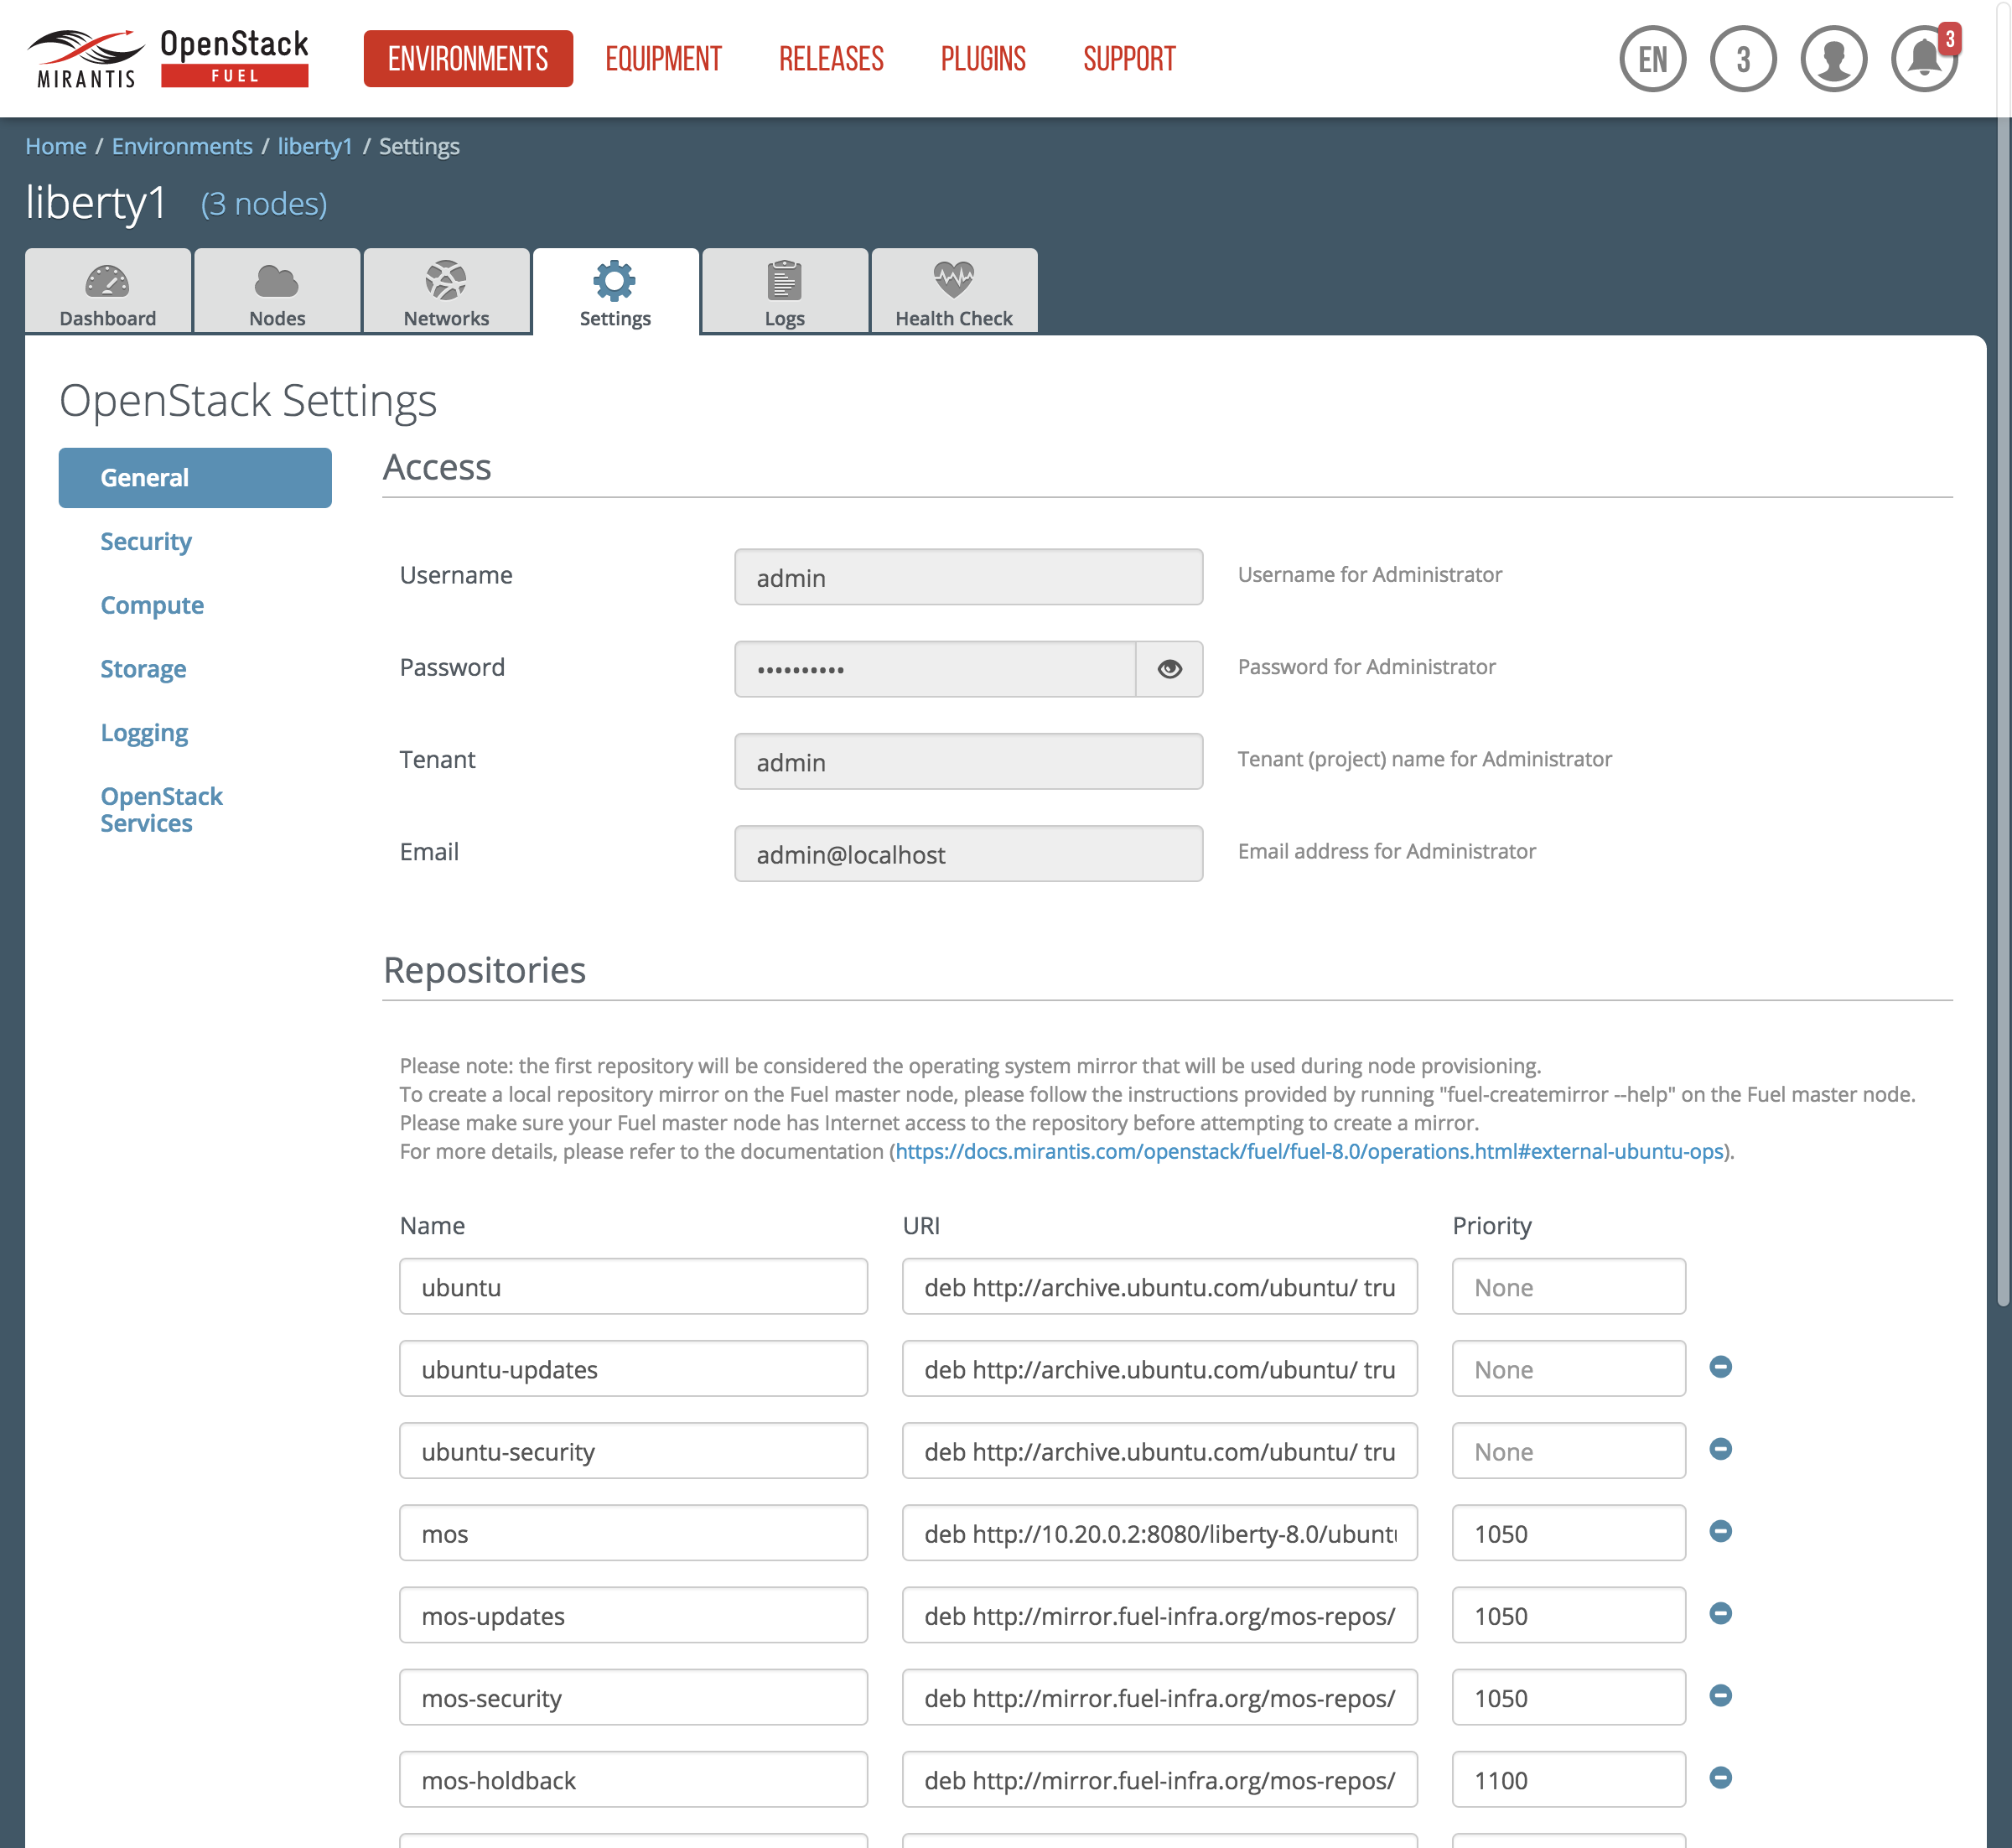 MIRANTIS
OpenStack
FUEL
ENVIRONMENTS
EQUIPMENT
RELEASES
PLUGINS
SUPPORT
EN
3
3
Home / Environments / liberty1 / Settings
liberty1 (3 nodes)
Dashboard
Nodes
Networks
Settings
Logs
Health Check
OpenStack Settings
General
Security
Compute
Storage
Logging
OpenStack
Services
Access
Username
admin
Username for Administrator
Password
••••••••••
Password for Administrator
Tenant
admin
Tenant (project) name for Administrator
Email
admin@localhost
Email address for Administrator
Repositories
Please note: the first repository will be considered the operating system mirror that will be used during node provisioning.
To create a local repository mirror on the Fuel master node, please follow the instructions provided by running "fuel-createmirror --help" on the Fuel master node.
Please make sure your Fuel master node has Internet access to the repository before attempting to create a mirror.
For more details, please refer to the documentation (https://docs.mirantis.com/openstack/fuel/fuel-8.0/operations.html#external-ubuntu-ops).
Name URI Priority
ubuntu deb http://archive.ubuntu.com/ubuntu/ tru None
ubuntu-updates deb http://archive.ubuntu.com/ubuntu/ tru None
ubuntu-security deb http://archive.ubuntu.com/ubuntu/ tru None
mos deb http://10.20.0.2:8080/liberty-8.0/ubuntu 1050
mos-updates deb http://mirror.fuel-infra.org/mos-repos/ 1050
mos-security deb http://mirror.fuel-infra.org/mos-repos/ 1050
mos-holdback deb http://mirror.fuel-infra.org/mos-repos/ 1100